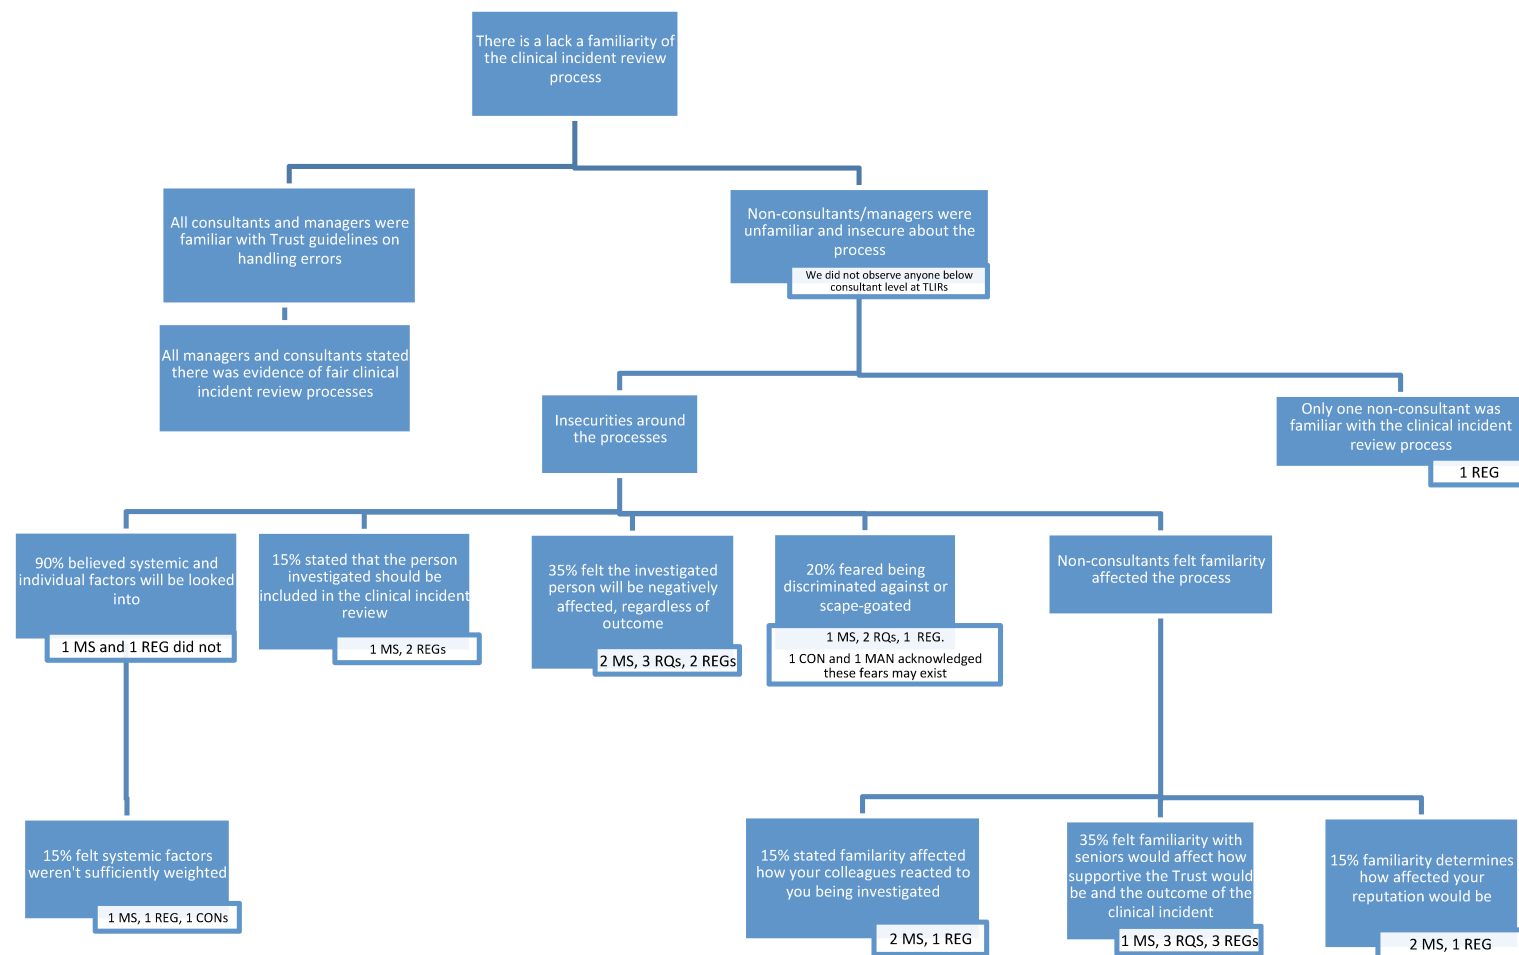 There is a lack a familiarity of
the clinical incident review
process
All consultants and managers were
familiar with Trust guidelines on
handling errors
Non-consultants/managers were
unfamiliar and insecure about the
process
We did not observe anyone below
consultant level at TLIRs
All managers and consultants stated
there was evidence of fair clinical
incident review processes
Insecurities around
the processes
Only one non-consultant was
familiar with the clinical incident
review process
1 REG
90% believed systemic and
individual factors will be looked
into
1 MS and 1 REG did not
15% stated that the person
investigated should be
included in the clinical incident
review
1 MS, 2 REGs
35% felt the investigated
person will be negatively
affected, regardless of
outcome
2 MS, 3 RQs, 2 REGs
20% feared being
discriminated against or
scape-goated
1 MS, 2 RQs, 1 REG.
1 CON and 1 MAN acknowledged
these fears may exist
Non-consultants felt familarity
affected the process
15% felt systemic factors
weren't sufficiently weighted
1 MS, 1 REG, 1 CONs
15% stated familarity affected
how your colleagues reacted to
you being investigated
2 MS, 1 REG
35% felt familiarity with
seniors would affect how
supportive the Trust would
be and the outcome of the
clinical incident
1 MS, 3 RQS, 3 REGs
15% familiarity determines
how affected your
reputation would be
2 MS, 1 REG